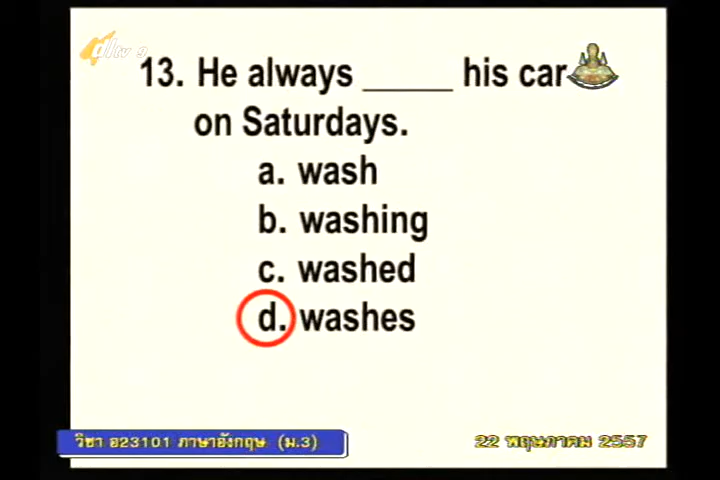 dltv 9
13. He always _____ his car
on Saturdays.
a. wash
b. washing
c. washed
d. washes
วิชา อ23101 ภาษาอังกฤษ (ม.3)
22 พฤษภาคม 2557